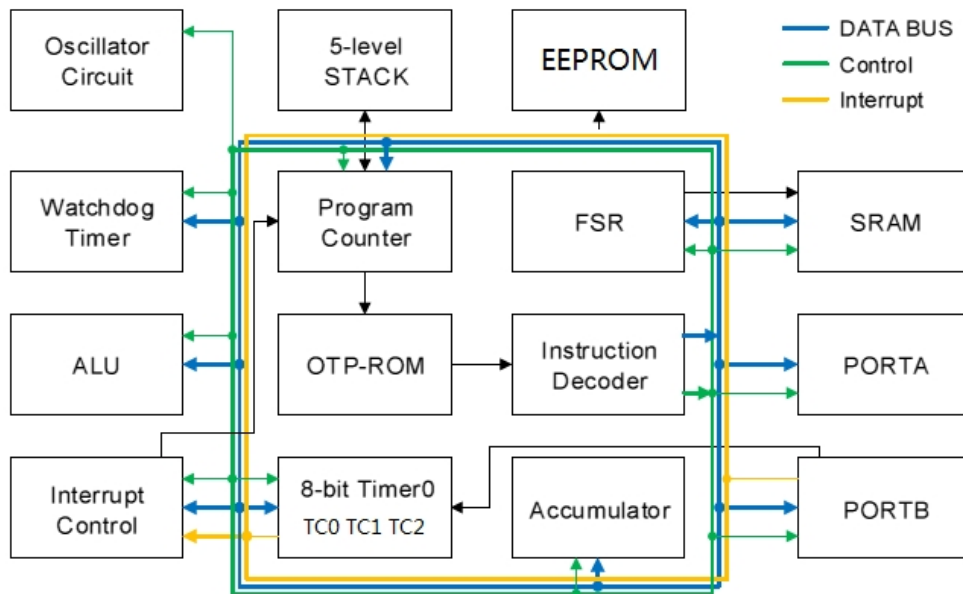 Oscillator
Circuit
5-level
STACK
EEPROM
DATA BUS
Control
Interrupt
Watchdog
Timer
Program
Counter
FSR
SRAM
ALU
OTP-ROM
Instruction
Decoder
PORTA
Interrupt
Control
8-bit Timer0
TC0 TC1 TC2
Accumulator
PORTB